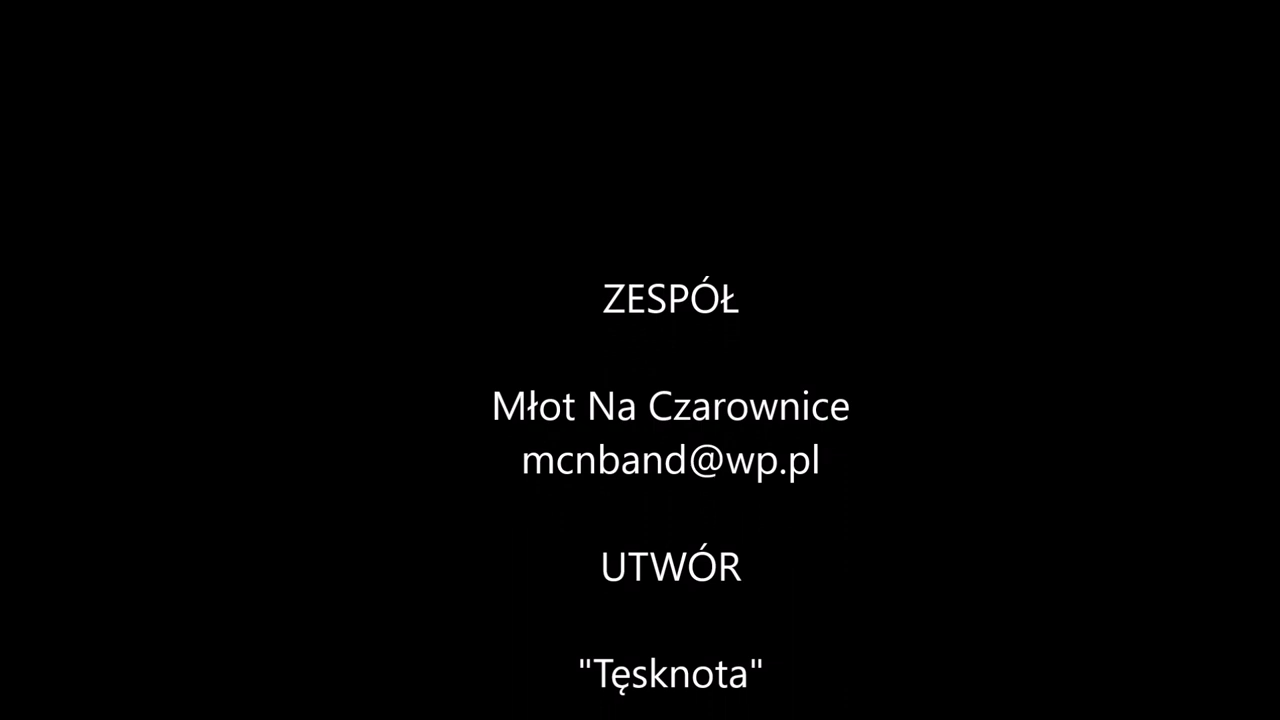 ZESPÓŁ
Młot Na Czarownice
mcnband@wp.pl
UTWÓR
"Tęsknota"